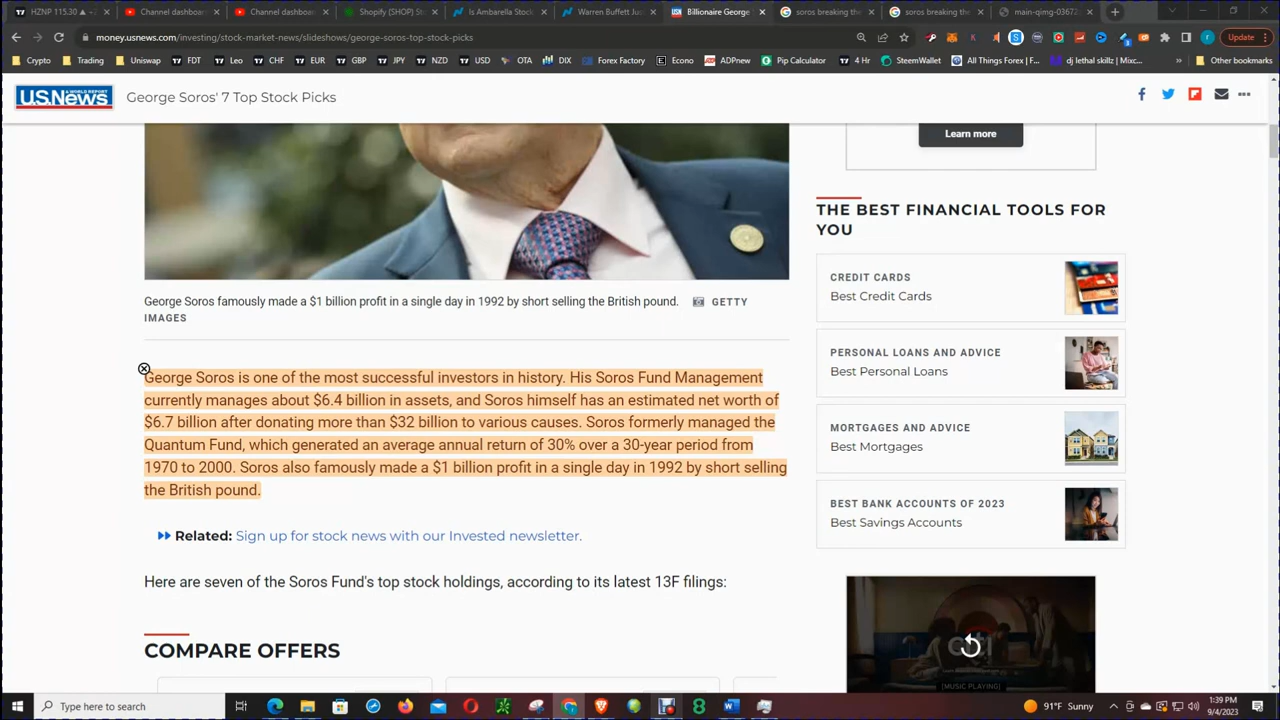 HZNP 115.30
Channel dashboard
Channel dashboard
Shopify (SHOP) St
Is Ambarella Stock
Warren Buffett Jus
Billionaire George
soros breaking the
soros breaking the
main-qimg-03672
money.usnews.com/investing/stock-market-news/slideshows/george-soros-top-stock-picks
Update
Crypto
Trading
Uniswap
FDT
Leo
CHF
EUR
GBP
JPY
NZD
USD
OTA
DIX
Forex Factory
Econo
ADPnew
Pip Calculator
4 Hr
SteemWallet
All Things Forex | F...
dj lethal skillz | Mixc...
Other bookmarks
U.S.News
George Soros' 7 Top Stock Picks
Learn more
George Soros famously made a $1 billion profit in a single day in 1992 by short selling the British pound. GETTY
IMAGES
George Soros is one of the most successful investors in history. His Soros Fund Management
currently manages about $6.4 billion in assets, and Soros himself has an estimated net worth of
$6.7 billion after donating more than $32 billion to various causes. Soros formerly managed the
Quantum Fund, which generated an average annual return of 30% over a 30-year period from
1970 to 2000. Soros also famously made a $1 billion profit in a single day in 1992 by short selling
the British pound.
Related: Sign up for stock news with our Invested newsletter.
Here are seven of the Soros Fund's top stock holdings, according to its latest 13F filings:
COMPARE OFFERS
THE BEST FINANCIAL TOOLS FOR
YOU
CREDIT CARDS
Best Credit Cards
PERSONAL LOANS AND ADVICE
Best Personal Loans
MORTGAGES AND ADVICE
Best Mortgages
BEST BANK ACCOUNTS OF 2023
Best Savings Accounts
[MUSIC PLAYING]
Type here to search
91°F Sunny
1:39 PM
9/4/2023